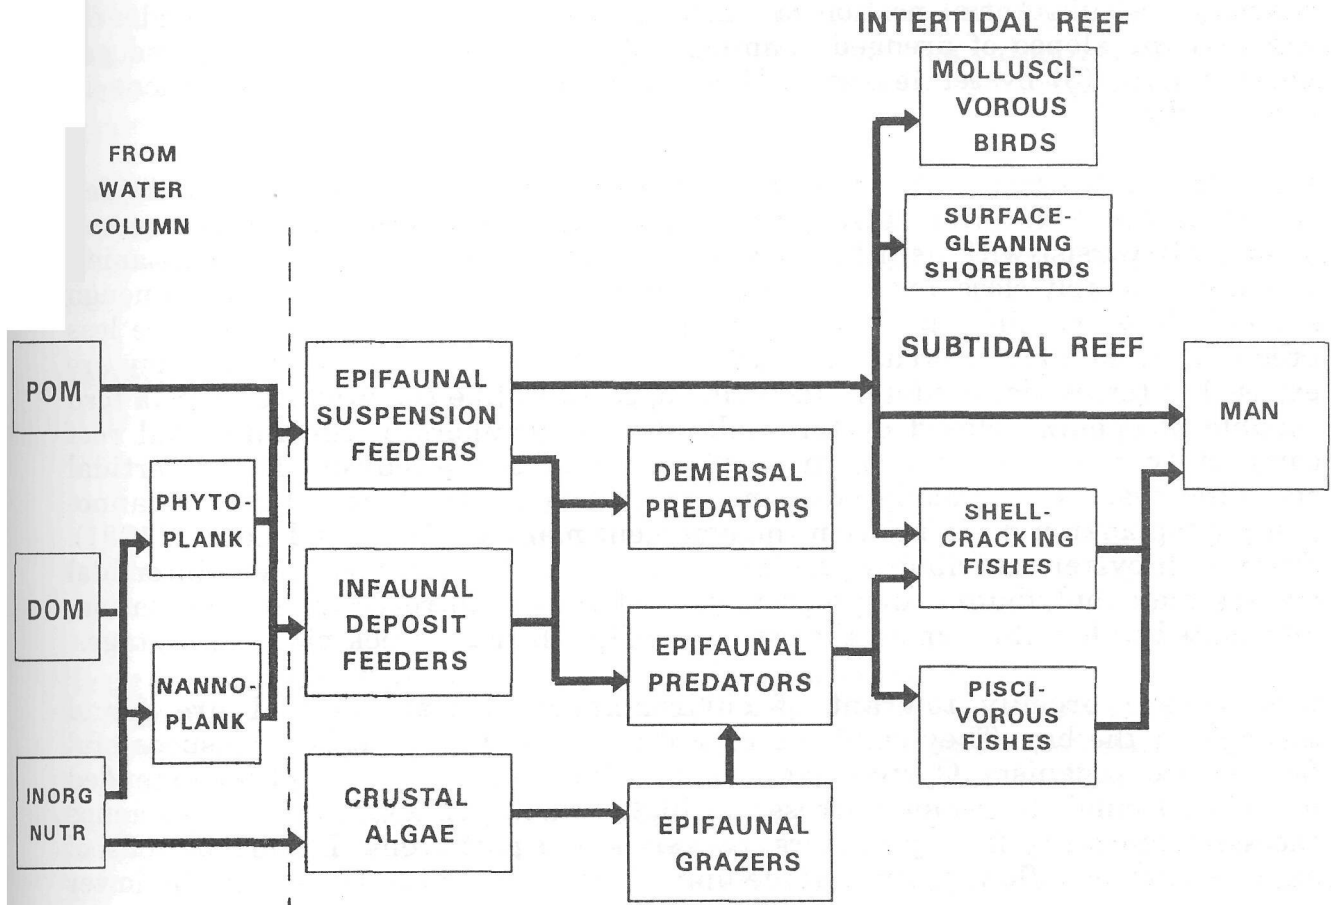 INTERTIDAL REEF
MOLLUSCI-
VOROUS
BIRDS
FROM
WATER
COLUMN
SURFACE-
GLEANING
SHOREBIRDS
SUBTIDAL REEF
POM
EPIFAUNAL
SUSPENSION
FEEDERS
MAN
PHYTO-
PLANK
DEMERSAL
PREDATORS
SHELL-
CRACKING
FISHES
DOM
INFAUNAL
DEPOSIT
FEEDERS
NANNO-
PLANK
EPIFAUNAL
PREDATORS
PISCI-
VOROUS
FISHES
INORG
NUTR
CRUSTAL
ALGAE
EPIFAUNAL
GRAZERS